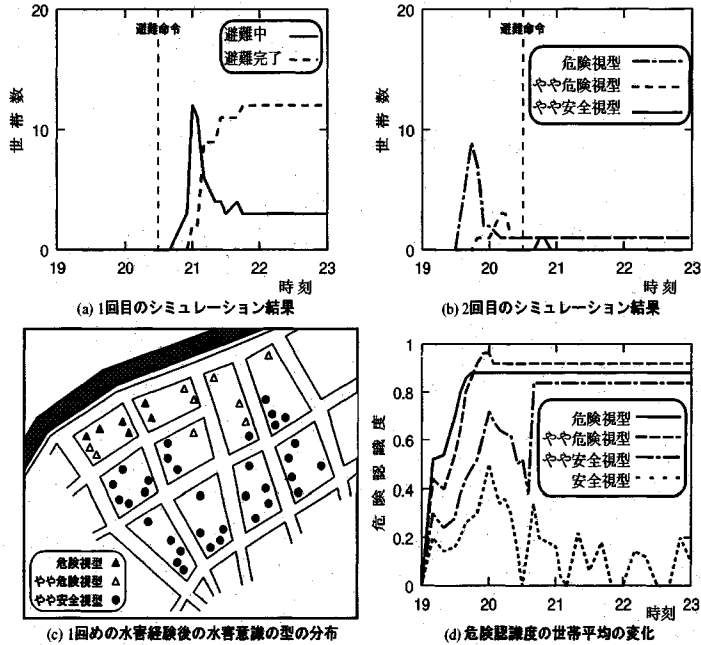 20
10
0
世帯数
避難命令
避難中
避難完了
19 20 21 22 23
時刻
(a) 1回目のシミュレーション結果
20
10
0
世帯数
避難命令
危険視型
やや危険視型
やや安全視型
19 20 21 22 23
時刻
(b) 2回目のシミュレーション結果
危険視型
やや危険視型
やや安全視型
(c) 1回めの水害経験後の水害意識の型の分布
1
0.8
0.6
0.4
0.2
0
危険認識度
危険視型
やや危険視型
やや安全視型
安全視型
19 20 21 22 23
時刻
(d) 危険認識度の世帯平均の変化